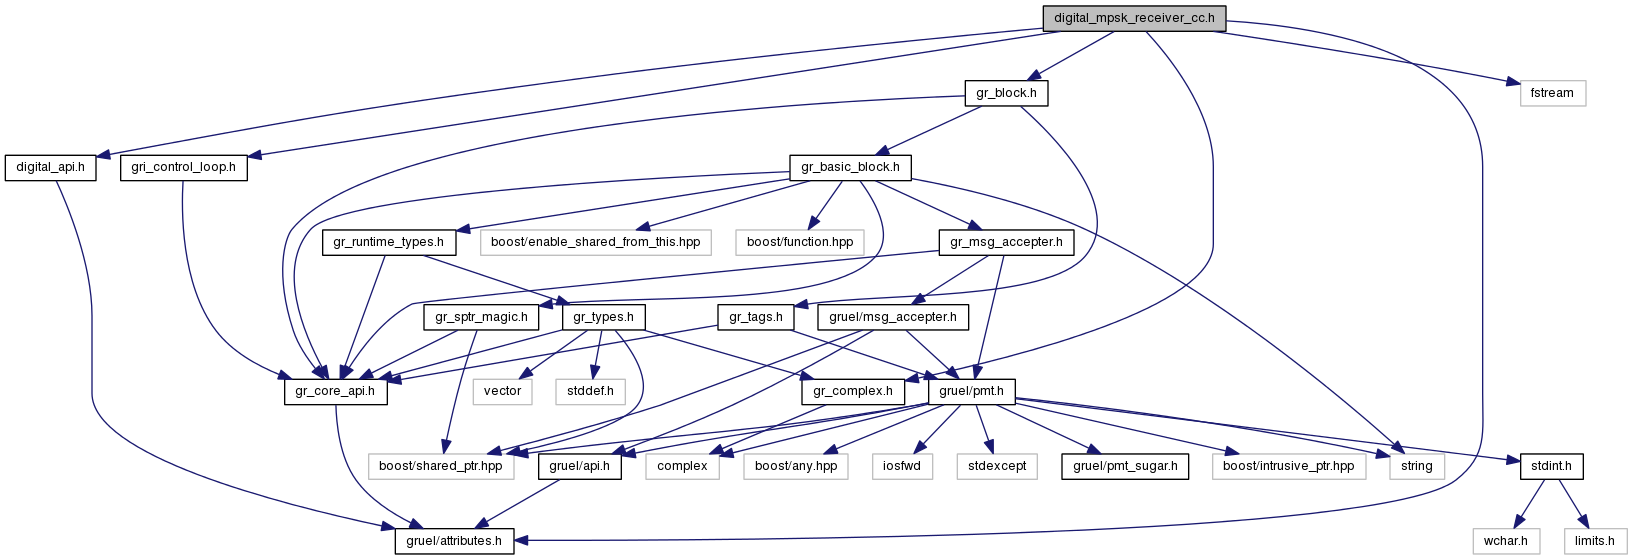 digital_mpsk_receiver_cc.h
gr_block.h
fstream
digital_api.h
gri_control_loop.h
gr_basic_block.h
gr_runtime_types.h
boost/enable_shared_from_this.hpp
boost/function.hpp
gr_msg_accepter.h
gr_sptr_magic.h
gr_types.h
gr_tags.h
gruel/msg_accepter.h
gr_core_api.h
vector
stddef.h
gr_complex.h
gruel/pmt.h
boost/shared_ptr.hpp
gruel/api.h
complex
boost/any.hpp
iosfwd
stdexcept
gruel/pmt_sugar.h
boost/intrusive_ptr.hpp
string
stdint.h
gruel/attributes.h
wchar.h
limits.h